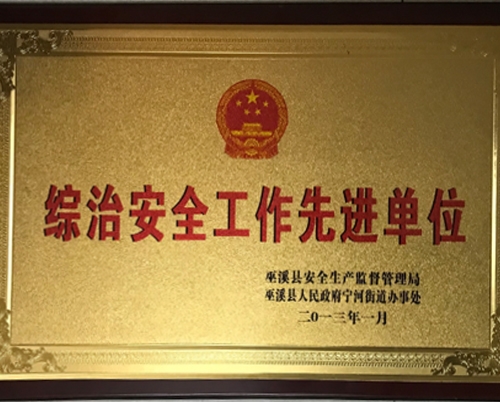 综治安全工作先进单位
巫溪县安全生产监督管理局
巫溪县人民政府宁河街道办事处
二0一三年一月